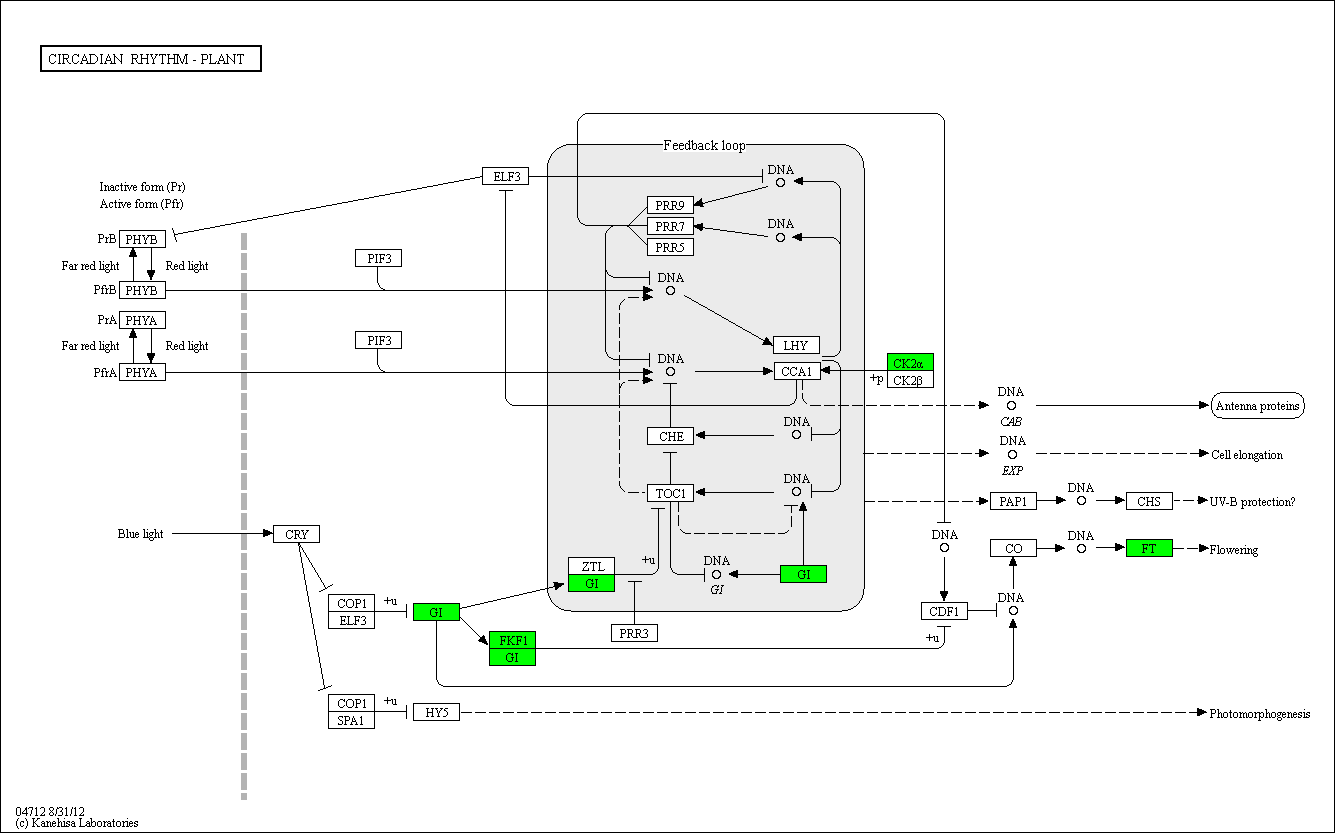 CIRCADIAN RHYTHM - PLANT
Feedback loop
Inactive form (Pr)
Active form (Pfr)
ELF3
DNA
PRR9
PRR7
DNA
PRR5
PrB PHYB
Far red light
Red light
PfrB PHYB
PIF3
DNA
PrA PHYA
Far red light
Red light
PfrA PHYA
PIF3
DNA
LHY
CCA1
CK2α
+p
CK2β
DNA
CAB
Antenna proteins
CHE
DNA
DNA
EXP
Cell elongation
TOC1
DNA
PAP1
DNA
CHS
UV-B protection?
Blue light
CRY
DNA
CO
DNA
FT
Flowering
ZTL
GI
+u
DNA
GI
GI
COP1
ELF3
+u
GI
FKF1
GI
PRR3
CDF1
+u
DNA
COP1
SPA1
+u
HY5
Photomorphogenesis
04712 8/31/12
(c) Kanehisa Laboratories